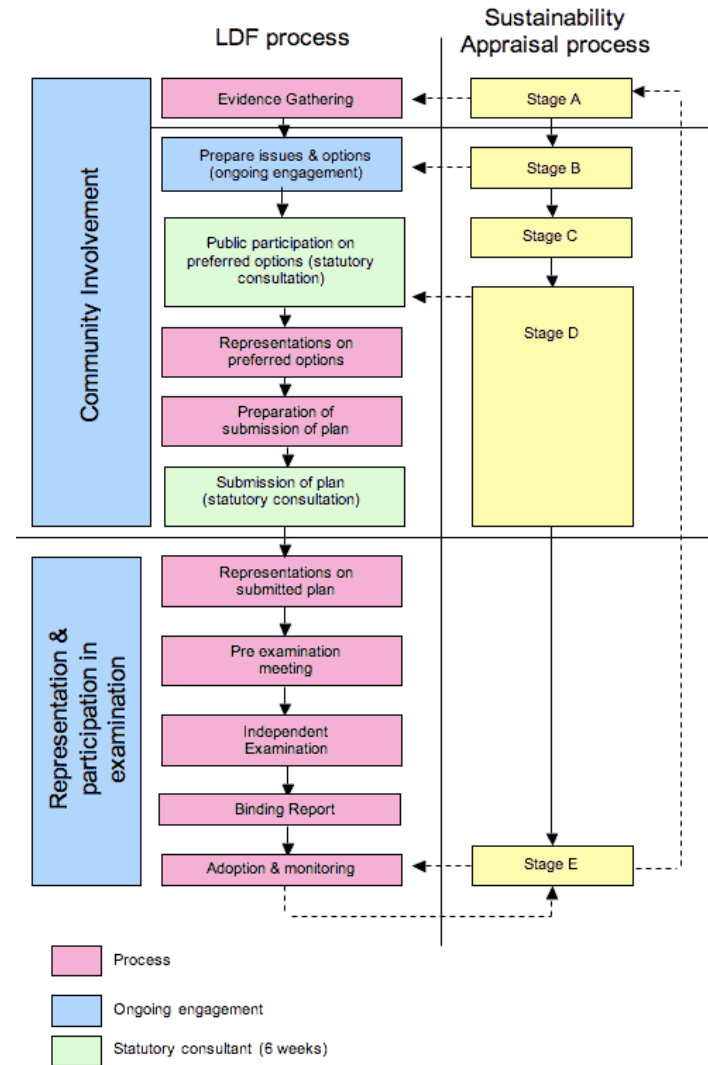 LDF process
Sustainability
Appraisal process
Community Involvement
Evidence Gathering
Stage A
Prepare issues & options
(ongoing engagement)
Stage B
Public participation on
preferred options (statutory
consultation)
Stage C
Stage D
Representations on
preferred options
Preparation of
submission of plan
Submission of plan
(statutory consultation)
Representation &
participation in
examination
Representations on
submitted plan
Pre examination
meeting
Independent
Examination
Binding Report
Adoption & monitoring
Stage E
Process
Ongoing engagement
Statutory consultant (6 weeks)